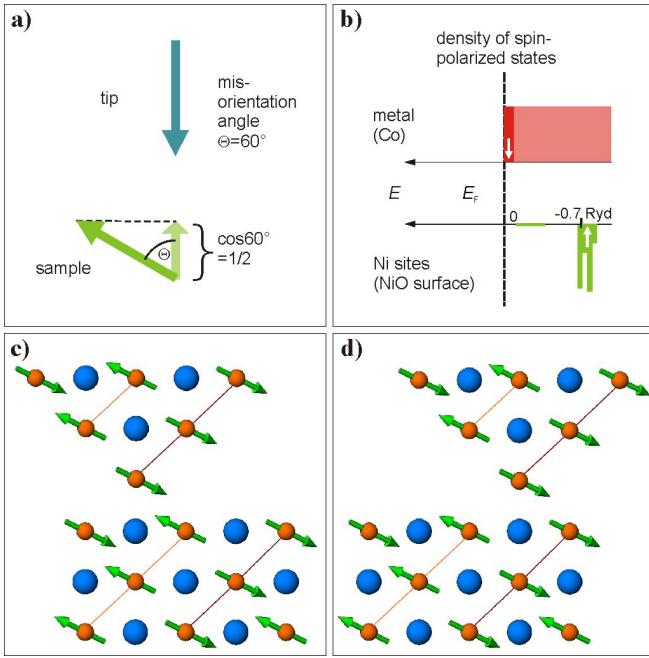 a)
tip
mis-
orientation
angle
Θ=60°
cos60°
=1/2
Θ
sample
b)
density of spin-
polarized states
metal
(Co)
E
E_F
0
-0.7 Ryd
Ni sites
(NiO surface)
c)
d)